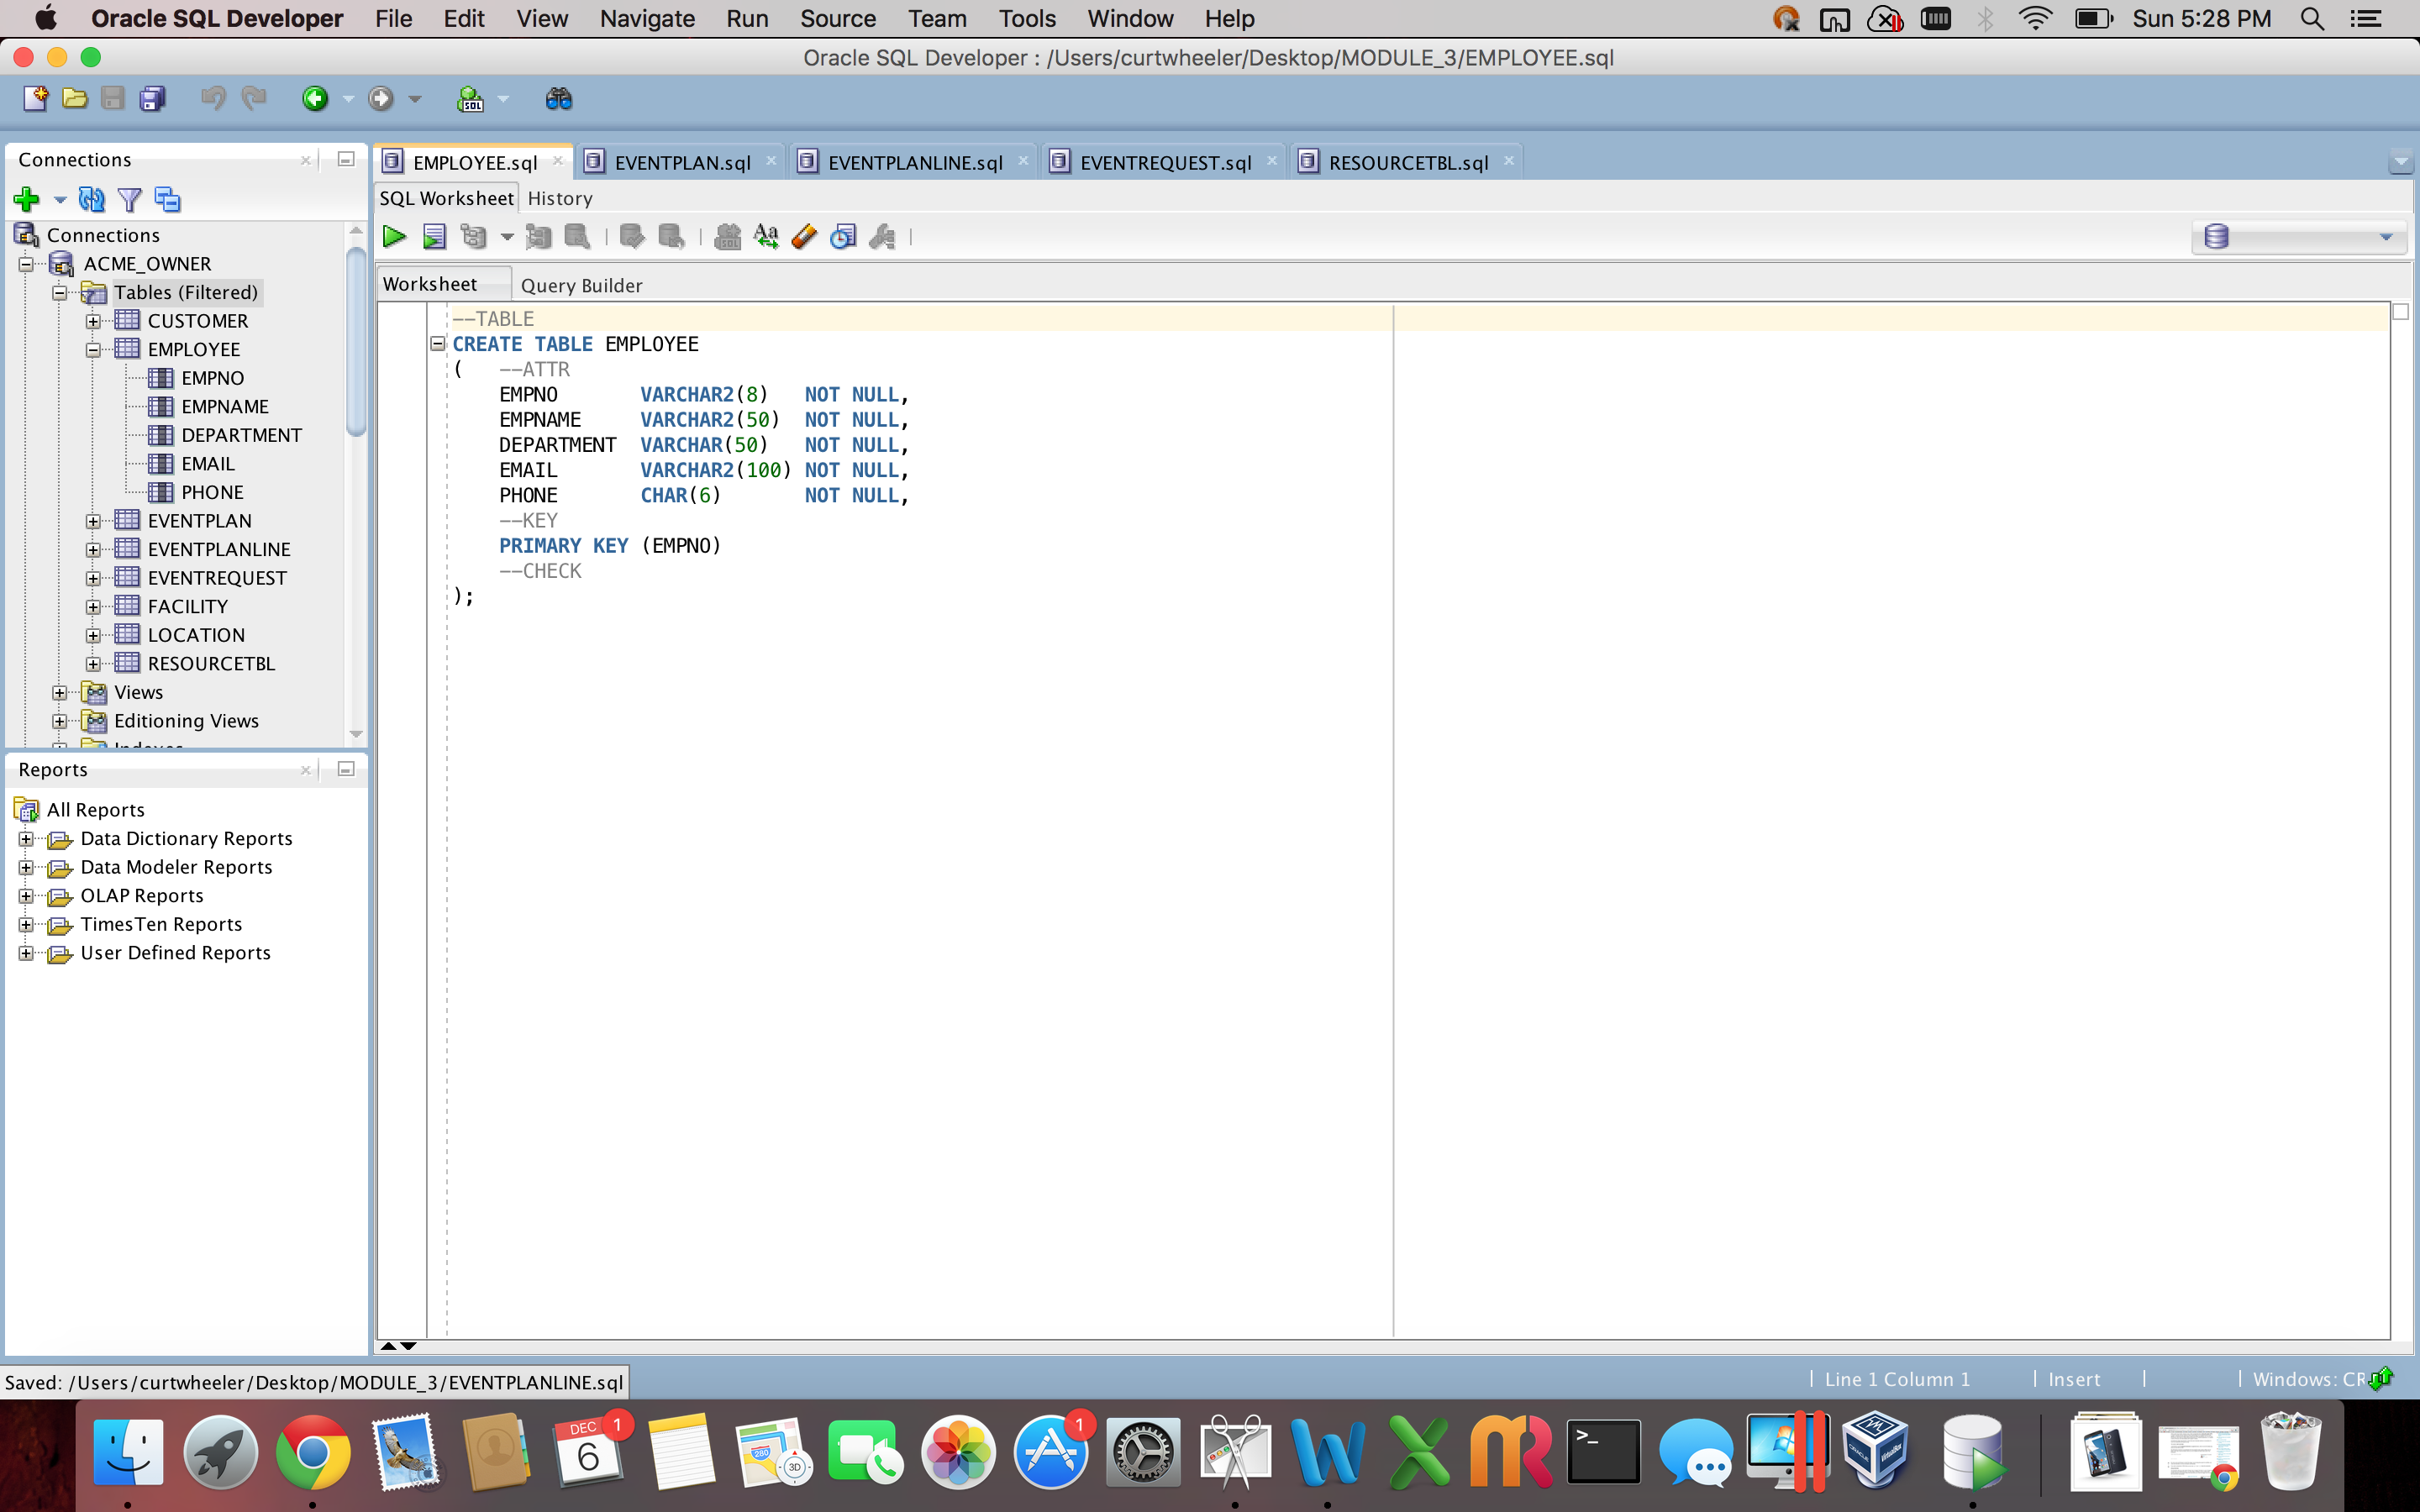 Oracle SQL Developer File Edit View Navigate Run Source Team Tools Window Help Sun 5:28 PM
Oracle SQL Developer : /Users/curtwheeler/Desktop/MODULE_3/EMPLOYEE.sql
Connections
Connections
ACME_OWNER
Tables (Filtered)
CUSTOMER
EMPLOYEE
EMPNO
EMPNAME
DEPARTMENT
EMAIL
PHONE
EVENTPLAN
EVENTPLANLINE
EVENTREQUEST
FACILITY
LOCATION
RESOURCETBL
Views
Editioning Views
Indexes
Reports
All Reports
Data Dictionary Reports
Data Modeler Reports
OLAP Reports
TimesTen Reports
User Defined Reports
EMPLOYEE.sql EVENTPLAN.sql EVENTPLANLINE.sql EVENTREQUEST.sql RESOURCETBL.sql
SQL Worksheet History
Worksheet Query Builder
--TABLE
CREATE TABLE EMPLOYEE
( --ATTR
EMPNO VARCHAR2(8) NOT NULL,
EMPNAME VARCHAR2(50) NOT NULL,
DEPARTMENT VARCHAR(50) NOT NULL,
EMAIL VARCHAR2(100) NOT NULL,
PHONE CHAR(6) NOT NULL,
--KEY
PRIMARY KEY (EMPNO)
--CHECK
);
Saved: /Users/curtwheeler/Desktop/MODULE_3/EVENTPLANLINE.sql
Line 1 Column 1 Insert Windows: CR
DEC 1
6
280
3D
1
>_